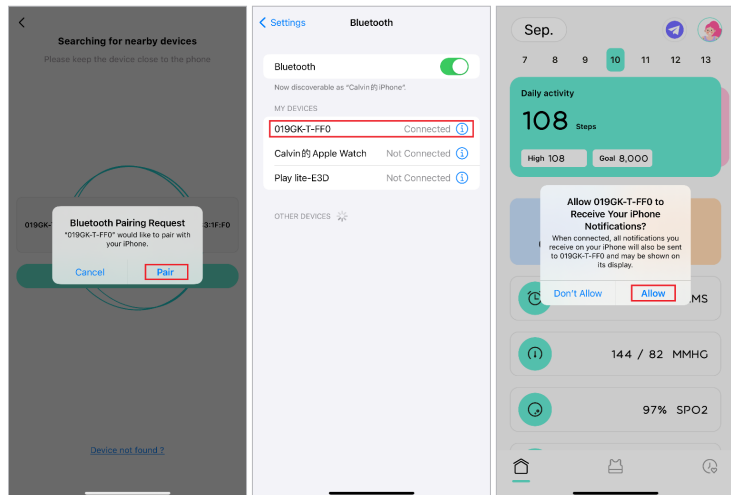 Searching for nearby devices
Please keep the device close to the phone
019GK-
3:1F:F0
Bluetooth Pairing Request
"019GK-T-FF0" would like to pair with
your iPhone.
Cancel
Pair
Device not found ?
Settings
Bluetooth
Bluetooth
Now discoverable as "Calvin的iPhone".
MY DEVICES
019GK-T-FF0
Connected
Calvin的 Apple Watch
Not Connected
Play lite-E3D
Not Connected
OTHER DEVICES
Sep.
7 8 9 10 11 12 13
Daily activity
108 Steps
High 108
Goal 8,000
Allow 019GK-T-FF0 to
Receive Your iPhone
Notifications?
When connected, all notifications you
receive on your iPhone will also be sent
to 019GK-T-FF0 and may be shown on
its display.
Don't Allow
Allow
MS
144 / 82 MMHG
97% SPO2